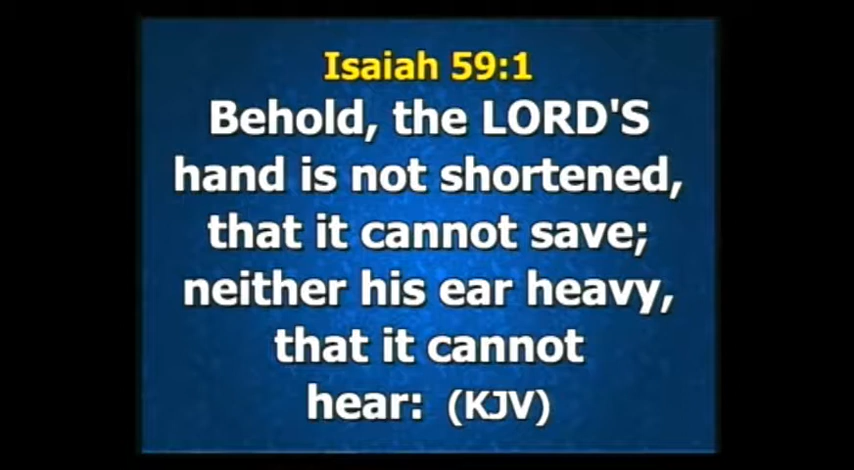 Isaiah 59:1
Behold, the LORD'S
hand is not shortened,
that it cannot save;
neither his ear heavy,
that it cannot
hear: (KJV)